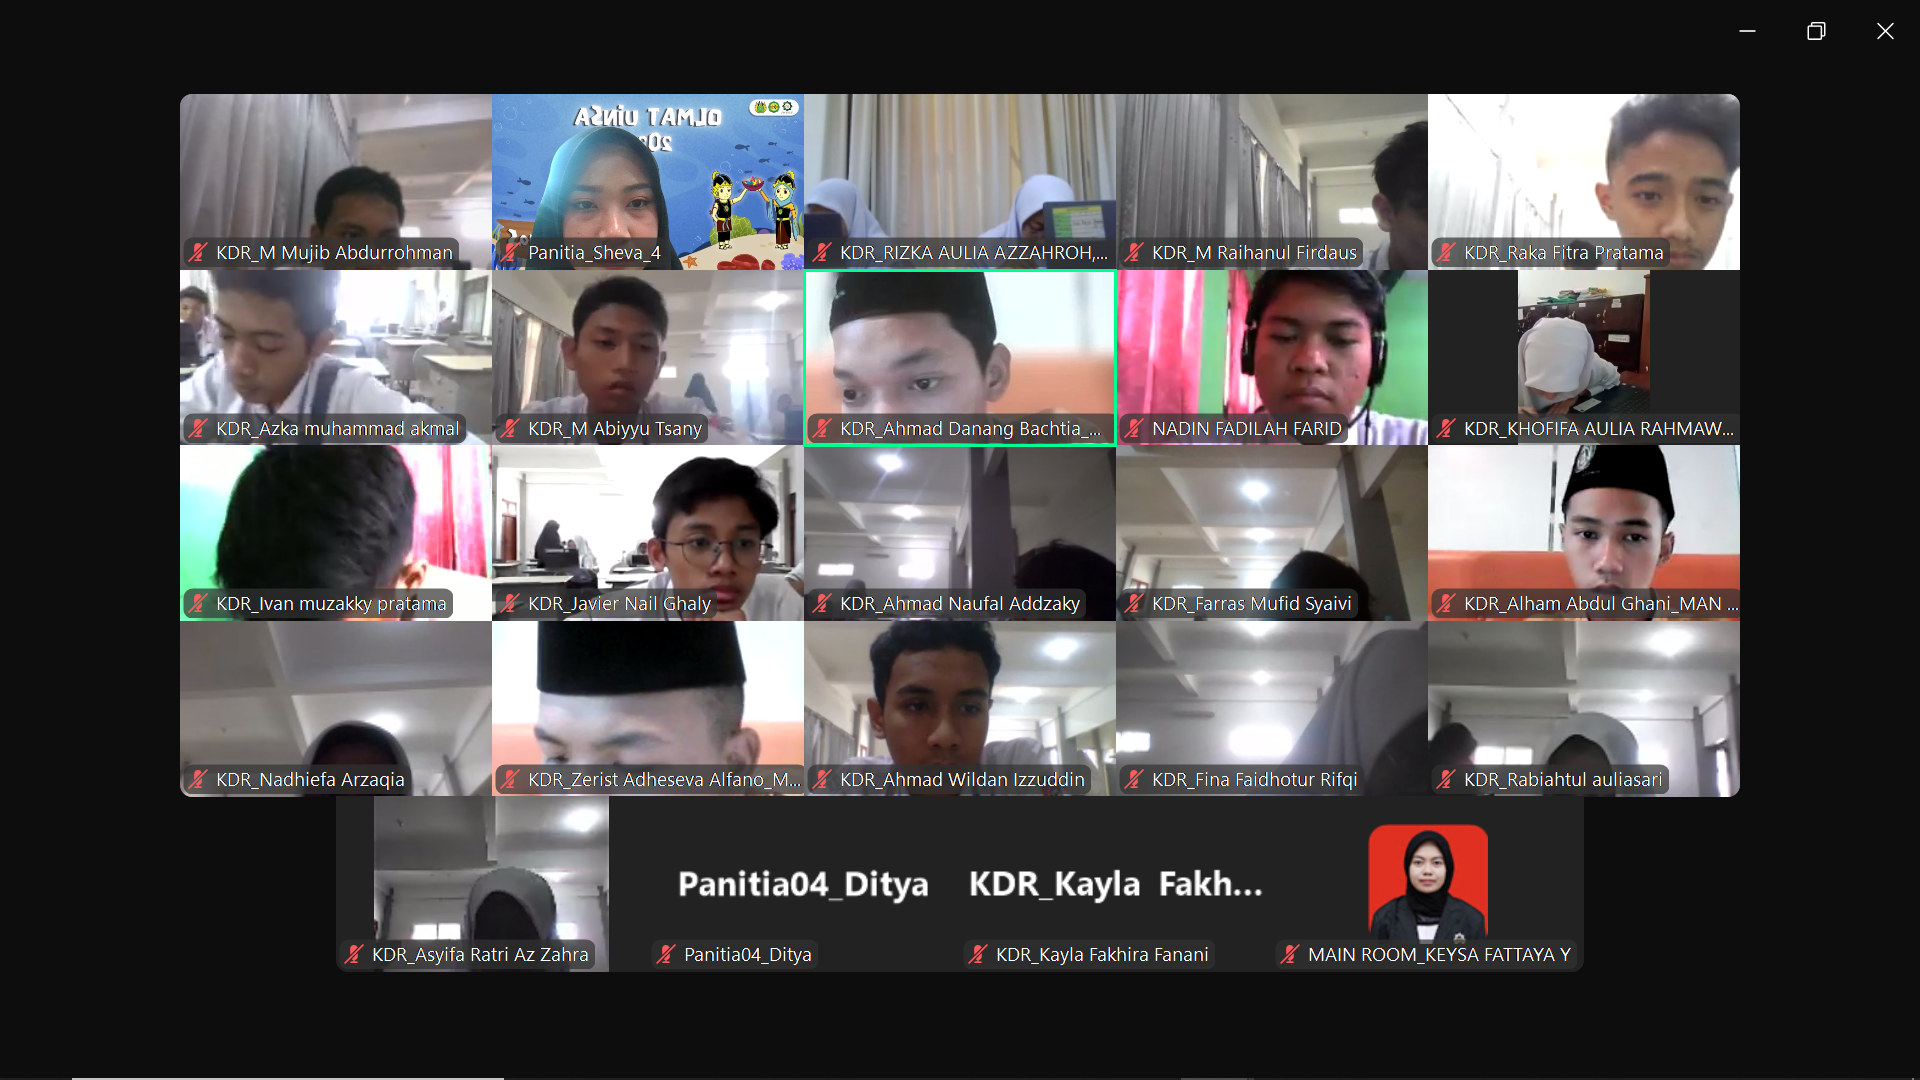 OLMAT UiNSA
KDR_M Mujib Abdurrohman
Panitia_Sheva_4
KDR_RIZKA AULIA AZZAHROH,...
KDR_M Raihanul Firdaus
KDR_Raka Fitra Pratama
KDR_Azka muhammad akmal
KDR_M Abiyyu Tsany
KDR_Ahmad Danang Bachtia_...
NADIN FADILAH FARID
KDR_KHOFIFA AULIA RAHMAW...
KDR_Ivan muzakky pratama
KDR_Javier Nail Ghaly
KDR_Ahmad Naufal Addzaky
KDR_Farras Mufid Syaivi
KDR_Alham Abdul Ghani_MAN ...
KDR_Nadhiefa Arzaqia
KDR_Zerist Adheseva Alfano_M...
KDR_Ahmad Wildan Izzuddin
KDR_Fina Faidhotur Rifqi
KDR_Rabiahtul auliasari
Panitia04_Ditya
KDR_Kayla Fakh...
KDR_Asyifa Ratri Az Zahra
Panitia04_Ditya
KDR_Kayla Fakhira Fanani
MAIN ROOM_KEYSA FATTAYA Y